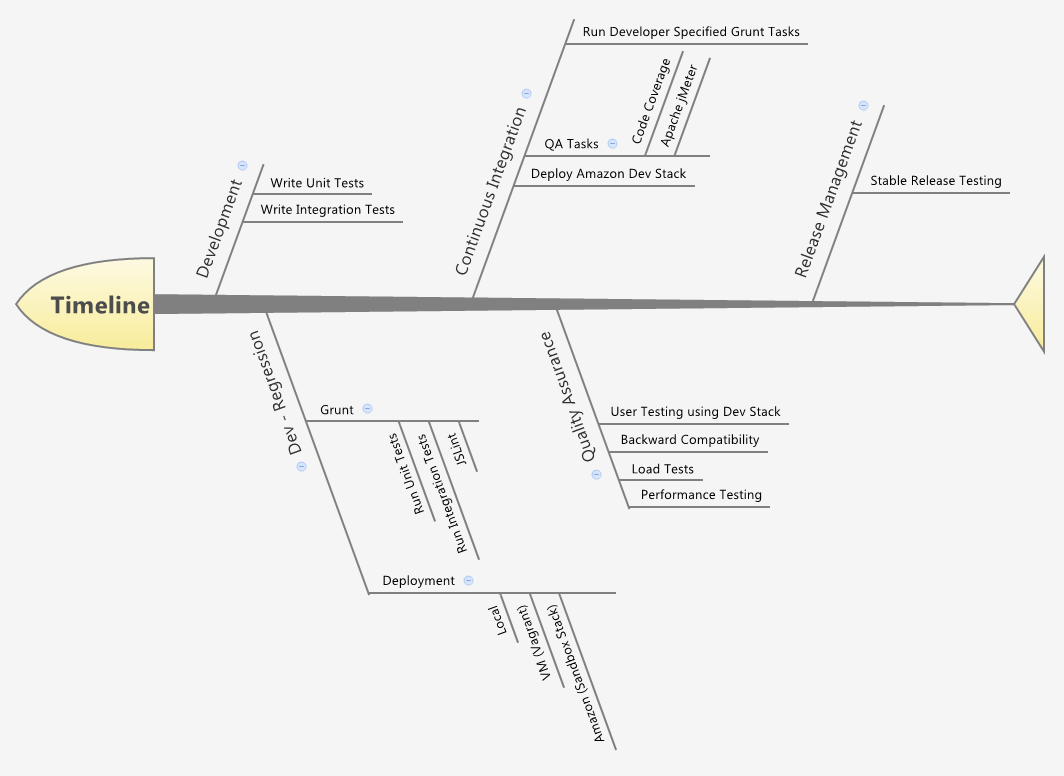 Timeline
Development
Write Unit Tests
Write Integration Tests
Dev - Regression
Grunt
Run Unit Tests
Run Integration Tests
JSLint
Deployment
Local
VM (Vagrant)
Amazon (Sandbox Stack)
Continuous Integration
Run Developer Specified Grunt Tasks
QA Tasks
Code Coverage
Apache jMeter
Deploy Amazon Dev Stack
Quality Assurance
User Testing using Dev Stack
Backward Compatibility
Load Tests
Performance Testing
Release Management
Stable Release Testing